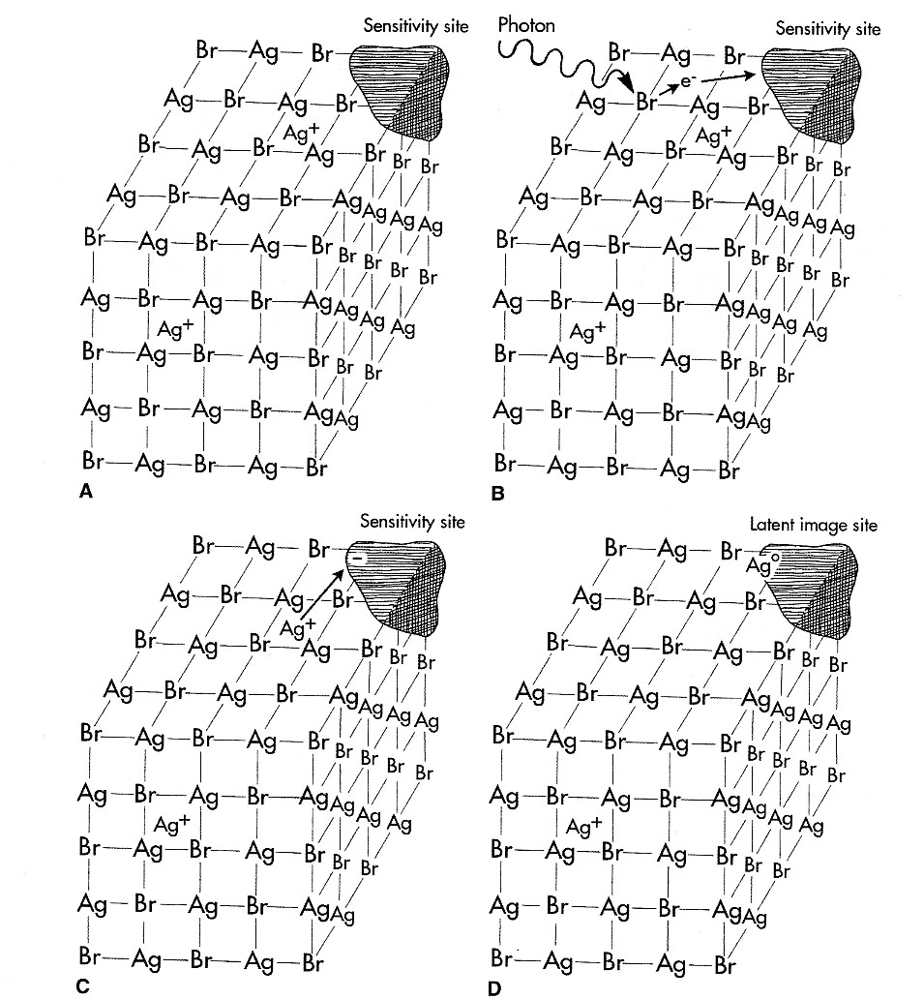 Sensitivity site
Br Ag Br
Ag Br Ag Br
Ag+
Br Ag Br Ag Br Br Br
Ag Br Ag Br Ag Ag Ag Ag
Br Ag Br Ag Br Br Br Br Br
Ag Br Ag Br Ag Ag Ag Ag
Ag+
Br Ag Br Ag Br Br Br
Ag Br Ag Br Ag Ag
Br Ag Br Ag Br
A
Photon
Sensitivity site
Br Ag Br
e-
Ag Br Ag Br
Ag+
Br Ag Br Ag Br Br Br
Ag Br Ag Br Ag Ag Ag Ag
Br Ag Br Ag Br Br Br Br Br
Ag Br Ag Br Ag Ag Ag Ag
Ag+
Br Ag Br Ag Br Br Br
Ag Br Ag Br Ag Ag
Br Ag Br Ag Br
B
Sensitivity site
Br Ag Br −
Ag Br Ag Br
Ag+
Br Ag Br Ag Br Br Br
Ag Br Ag Br Ag Ag Ag Ag
Br Ag Br Ag Br Br Br Br Br
Ag Br Ag Br Ag Ag Ag Ag
Ag+
Br Ag Br Ag Br Br Br
Ag Br Ag Br Ag Ag
Br Ag Br Ag Br
C
Latent image site
Br Ag Br
Ag°
Ag Br Ag Br
Br Ag Br Ag Br Br Br
Ag Br Ag Br Ag Ag Ag Ag
Br Ag Br Ag Br Br Br Br Br
Ag Br Ag Br Ag Ag Ag Ag
Ag+
Br Ag Br Ag Br Br Br
Ag Br Ag Br Ag Ag
Br Ag Br Ag Br
D